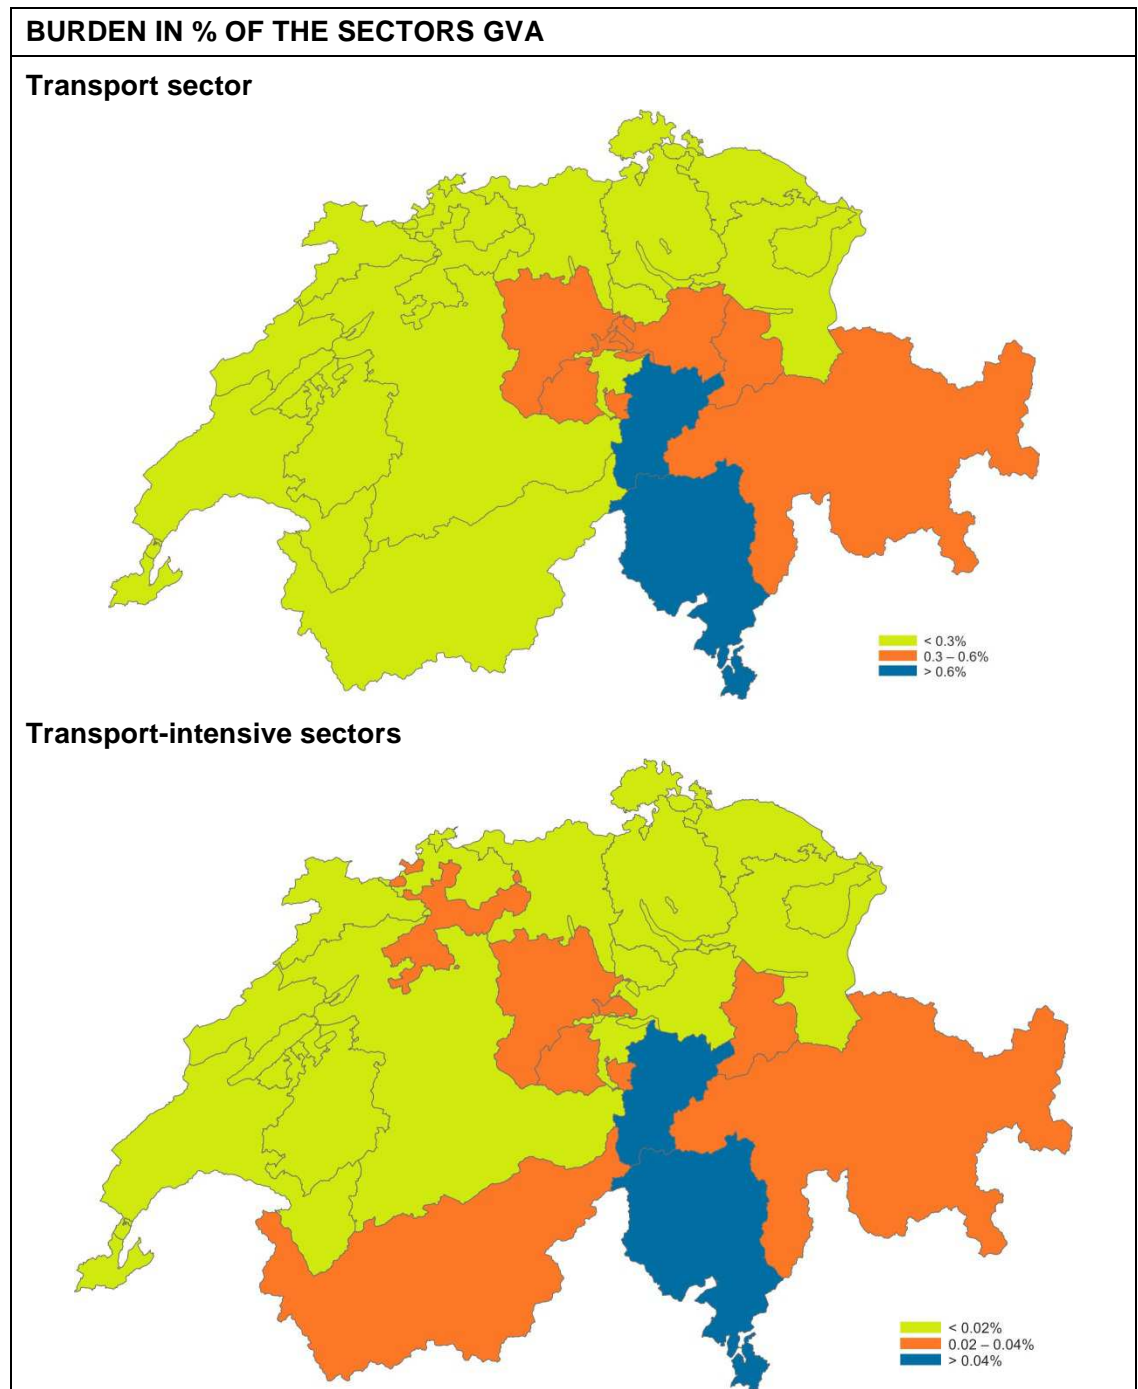 BURDEN IN % OF THE SECTORS GVA
Transport sector
< 0.3%
0.3 – 0.6%
> 0.6%
Transport-intensive sectors
< 0.02%
0.02 – 0.04%
> 0.04%